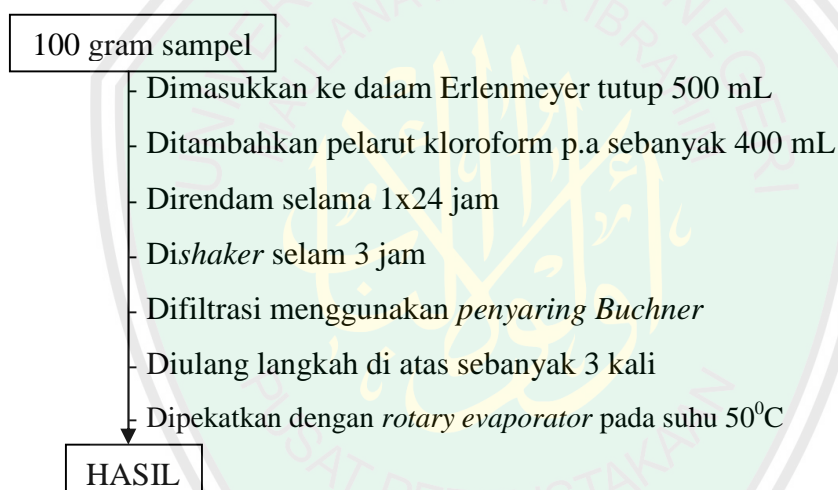 100 gram sampel
- Dimasukkan ke dalam Erlenmeyer tutup 500 mL
- Ditambahkan pelarut kloroform p.a sebanyak 400 mL
- Direndam selama 1x24 jam
- Dishaker selam 3 jam
- Difiltrasi menggunakan penyaring Buchner
- Diulang langkah di atas sebanyak 3 kali
- Dipekatkan dengan rotary evaporator pada suhu 50⁰C
HASIL